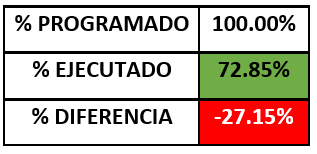 % PROGRAMADO 100.00%
% EJECUTADO 72.85%
% DIFERENCIA -27.15%